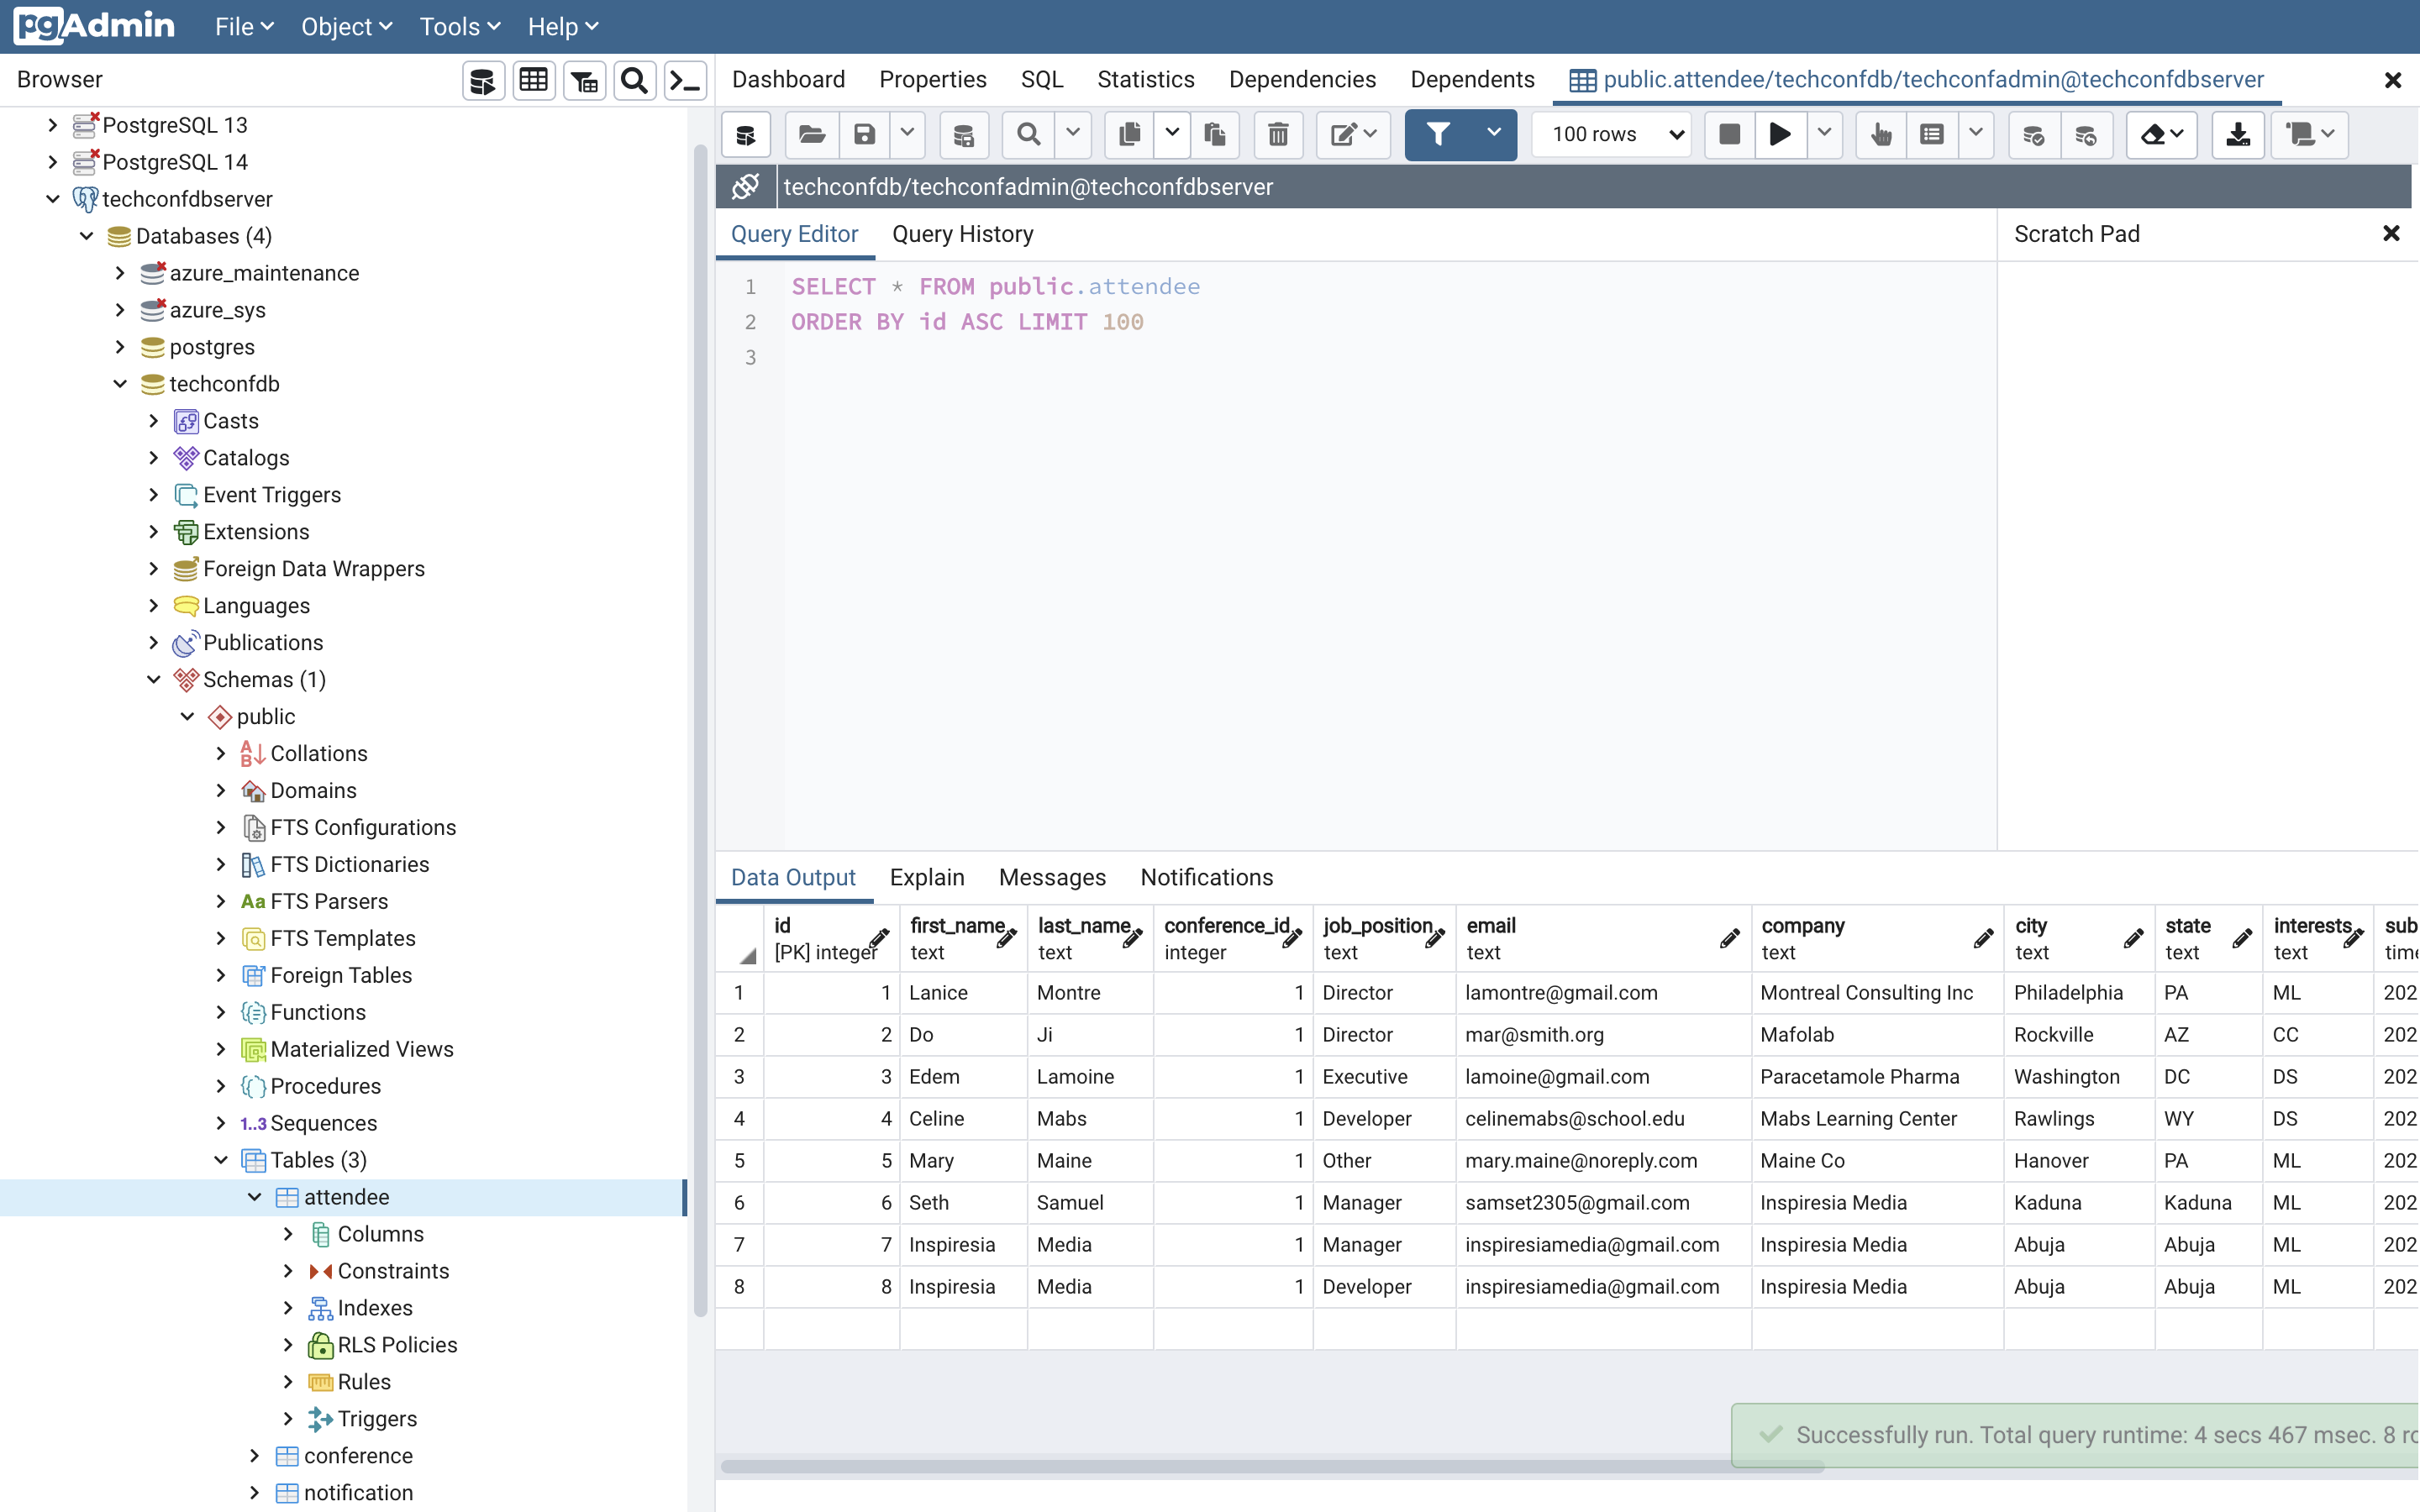 pgAdmin File Object Tools Help
Browser
Dashboard Properties SQL Statistics Dependencies Dependents public.attendee/techconfdb/techconfadmin@techconfdbserver
PostgreSQL 13
PostgreSQL 14
techconfdbserver
Databases (4)
azure_maintenance
azure_sys
postgres
techconfdb
Casts
Catalogs
Event Triggers
Extensions
Foreign Data Wrappers
Languages
Publications
Schemas (1)
public
Collations
Domains
FTS Configurations
FTS Dictionaries
Aa FTS Parsers
FTS Templates
Foreign Tables
Functions
Materialized Views
Procedures
1..3 Sequences
Tables (3)
attendee
Columns
Constraints
Indexes
RLS Policies
Rules
Triggers
conference
notification
100 rows
techconfdb/techconfadmin@techconfdbserver
Query Editor Query History
Scratch Pad
1 SELECT * FROM public.attendee
2 ORDER BY id ASC LIMIT 100
3
Data Output Explain Messages Notifications
id first_name last_name conference_id job_position email company city state interests sub
[PK] integer text text integer text text text text text text time
1 1 Lanice Montre 1 Director lamontre@gmail.com Montreal Consulting Inc Philadelphia PA ML 202
2 2 Do Ji 1 Director mar@smith.org Mafolab Rockville AZ CC 202
3 3 Edem Lamoine 1 Executive lamoine@gmail.com Paracetamole Pharma Washington DC DS 202
4 4 Celine Mabs 1 Developer celinemabs@school.edu Mabs Learning Center Rawlings WY DS 202
5 5 Mary Maine 1 Other mary.maine@noreply.com Maine Co Hanover PA ML 202
6 6 Seth Samuel 1 Manager samset2305@gmail.com Inspiresia Media Kaduna Kaduna ML 202
7 7 Inspiresia Media 1 Manager inspiresiamedia@gmail.com Inspiresia Media Abuja Abuja ML 202
8 8 Inspiresia Media 1 Developer inspiresiamedia@gmail.com Inspiresia Media Abuja Abuja ML 202
Successfully run. Total query runtime: 4 secs 467 msec. 8 ro